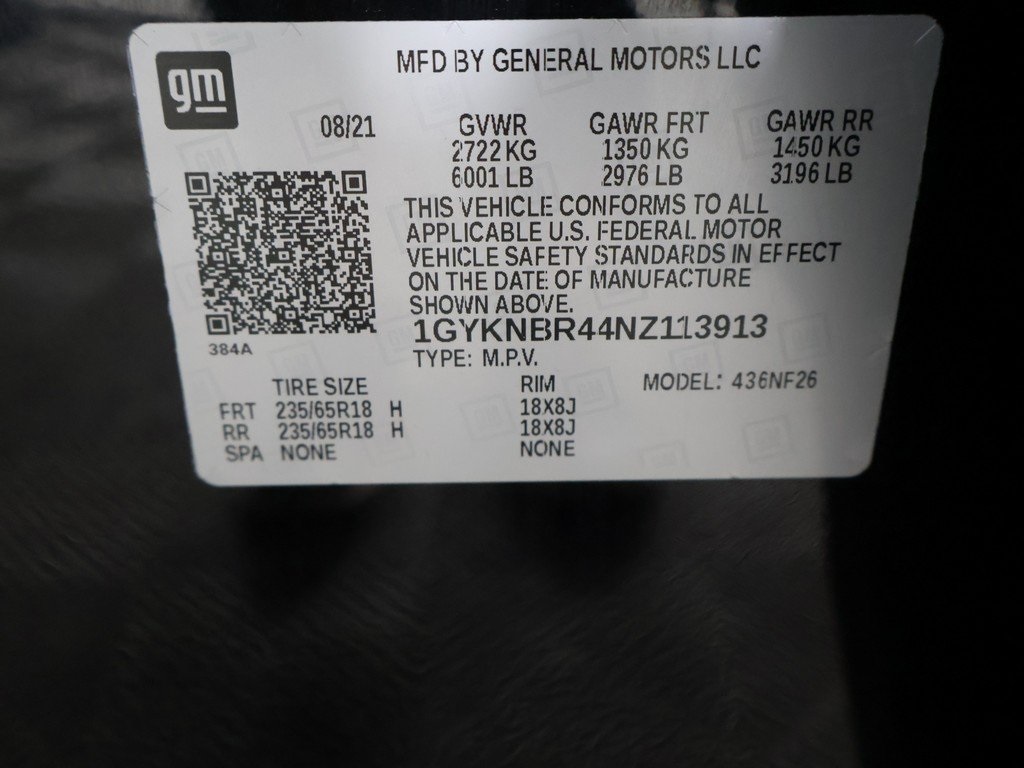 gm
MFD BY GENERAL MOTORS LLC
08/21 GVWR GAWR FRT GAWR RR
2722 KG 1350 KG 1450 KG
6001 LB 2976 LB 3196 LB
THIS VEHICLE CONFORMS TO ALL
APPLICABLE U.S. FEDERAL MOTOR
VEHICLE SAFETY STANDARDS IN EFFECT
ON THE DATE OF MANUFACTURE
SHOWN ABOVE.
1GYKNBR44NZ113913
384A
TYPE: M.P.V.
TIRE SIZE RIM MODEL: 436NF26
FRT 235/65R18 H 18X8J
RR 235/65R18 H 18X8J
SPA NONE NONE